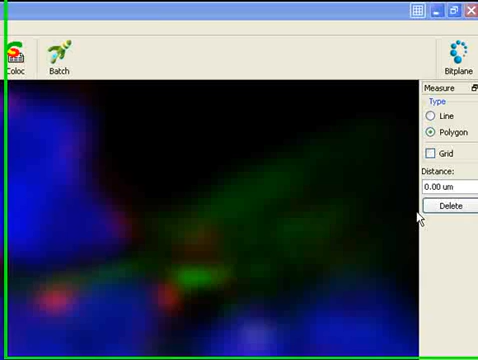 Coloc
Batch
Bitplane
Measure
Type
Line
Polygon
Grid
Distance:
0.00 um
Delete